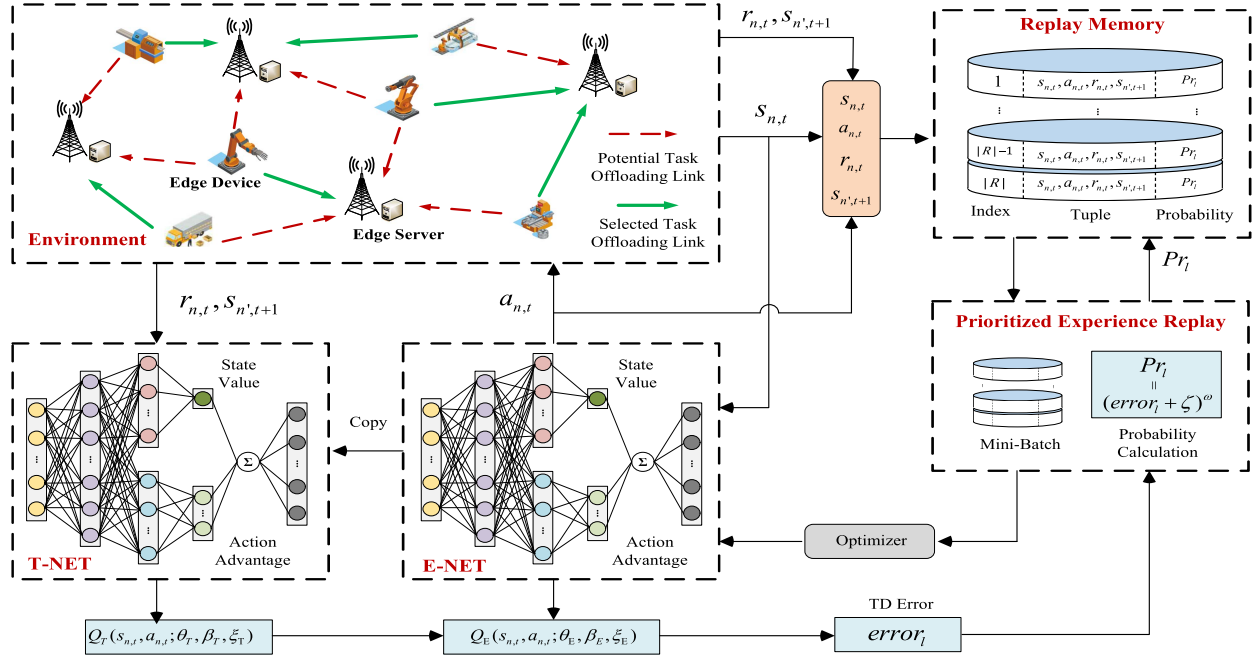 r_{n,t}, s_{n',t+1}
Replay Memory
1
s_{n,t}, a_{n,t}, r_{n,t}, s_{n',t+1}
Pr_l
⋮
⋮
⋮
|R|−1
s_{n,t}, a_{n,t}, r_{n,t}, s_{n',t+1}
Pr_l
|R|
s_{n,t}, a_{n,t}, r_{n,t}, s_{n',t+1}
Pr_l
Index
Tuple
Probability
s_{n,t}
s_{n,t}
a_{n,t}
r_{n,t}
s_{n',t+1}
Edge Device
Edge Server
Potential Task
Offloading Link
Selected Task
Offloading Link
Environment
r_{n,t}, s_{n',t+1}
a_{n,t}
Pr_l
Prioritized Experience Replay
Mini-Batch
Pr_l
=
(error_l + ζ)^ω
Probability
Calculation
State
Value
Σ
Action
Advantage
T-NET
Copy
State
Value
Σ
Action
Advantage
E-NET
Optimizer
Q_T(s_{n,t}, a_{n,t}; θ_T, β_T, ξ_T)
Q_E(s_{n,t}, a_{n,t}; θ_E, β_E, ξ_E)
TD Error
error_l